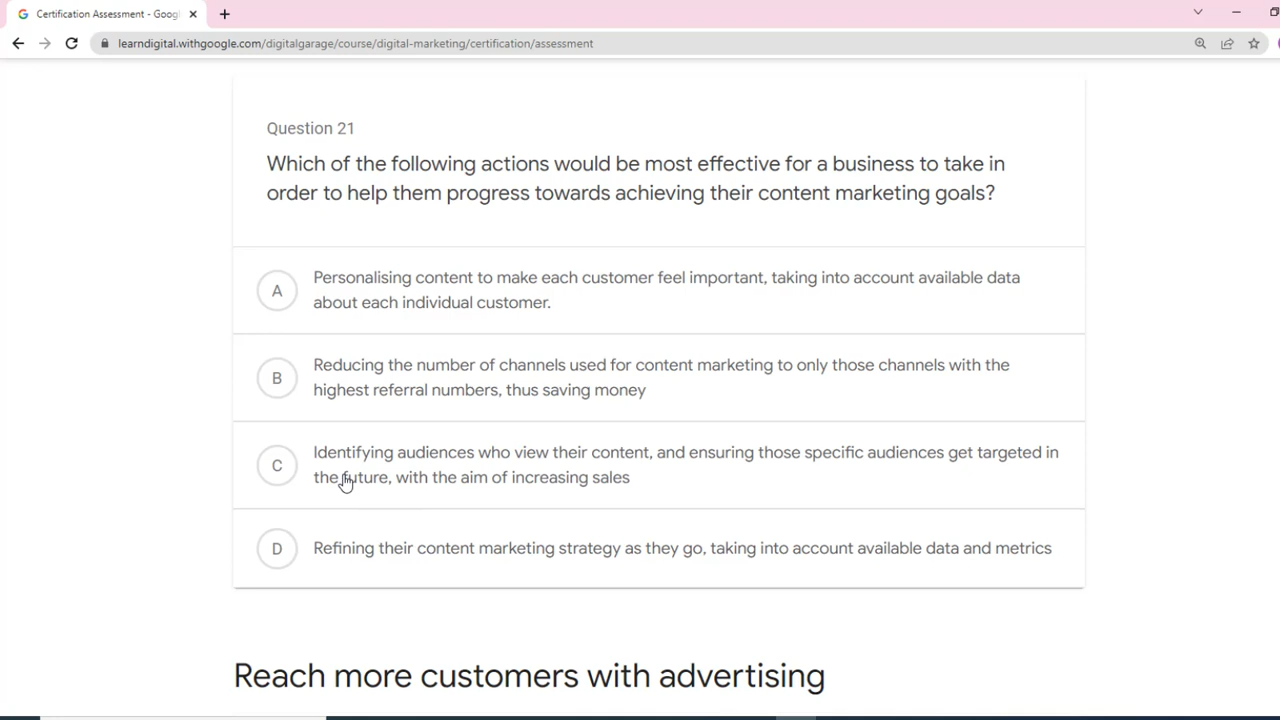 Certification Assessment - Goog
learndigital.withgoogle.com/digitalgarage/course/digital-marketing/certification/assessment
Question 21
Which of the following actions would be most effective for a business to take in
order to help them progress towards achieving their content marketing goals?
A
Personalising content to make each customer feel important, taking into account available data
about each individual customer.
B
Reducing the number of channels used for content marketing to only those channels with the
highest referral numbers, thus saving money
C
Identifying audiences who view their content, and ensuring those specific audiences get targeted in
the future, with the aim of increasing sales
D
Refining their content marketing strategy as they go, taking into account available data and metrics
Reach more customers with advertising